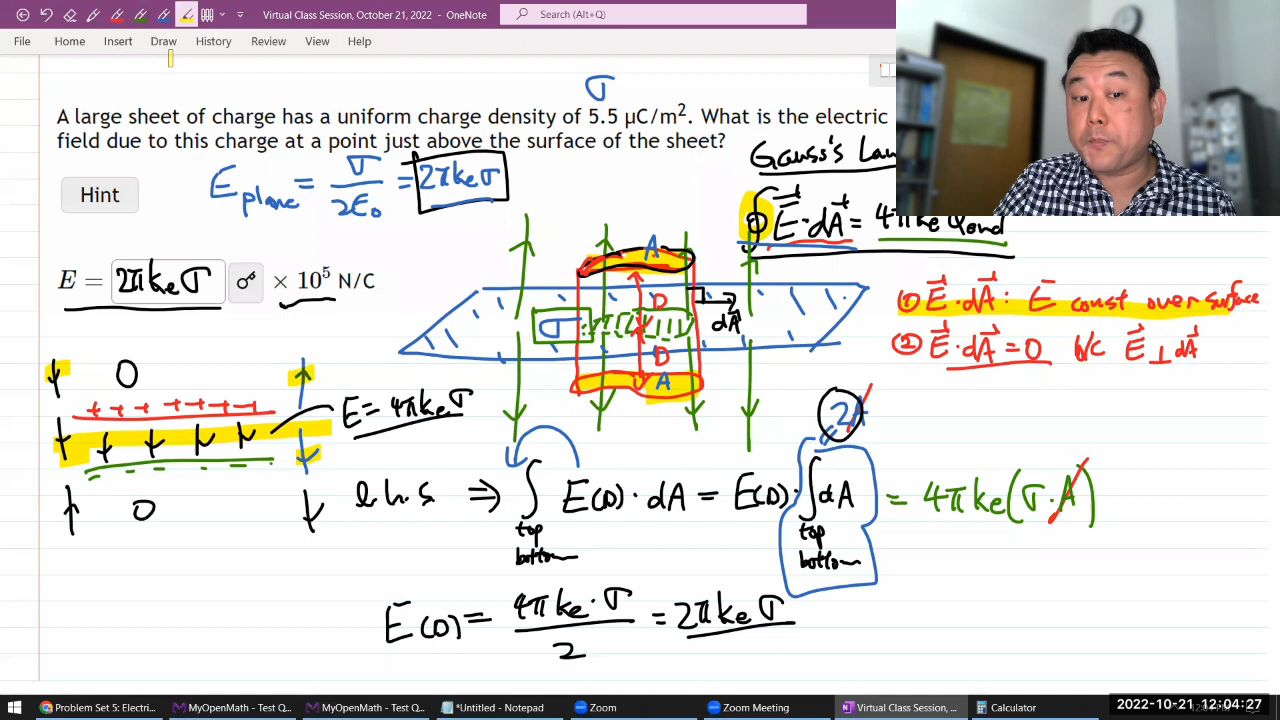 Virtual Class Session, October 21, 2022 - OneNote
Search (Alt+Q)
File Home Insert Draw History Review View Help
σ
A large sheet of charge has a uniform charge density of 5.5 μC/m². What is the electric
field due to this charge at a point just above the surface of the sheet?
Gauss's Law
Hint
E plane = σ/2ε₀ = 2πkeσ
∮ E⃗·dA⃗ = 4πke qend
E = 2πkeσ σ × 10⁵ N/C
A
① E⃗·dA⃗ : E⃗ const over surface
D
dA⃗
σ
② E⃗·dA⃗ = 0 b/c E⃗ ⊥ dA⃗
D
A
0
+ + + + + + +
E = 4πkeσ
- - - - -
0
= 2A
l.h.s ⇒ ∫ E(D)·dA = E(D)·∫ dA = 4πke(σ·A)
top top
bottom bottom
E(D) = 4πke·σ/2 = 2πkeσ
Problem Set 5: Electri... MyOpenMath - Test Q... MyOpenMath - Test Q... *Untitled - Notepad Zoom Zoom Meeting Virtual Class Session, ... Calculator
2022-10-21 12:04:27